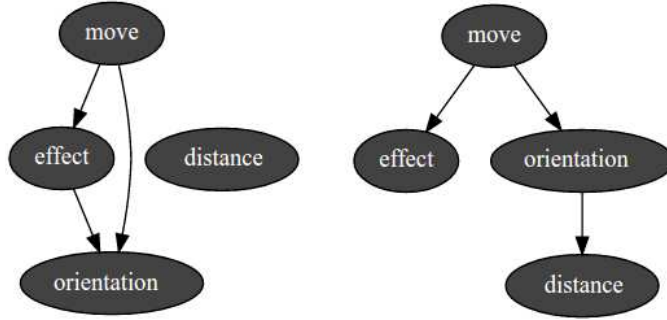 move
effect
distance
orientation
move
effect
orientation
distance